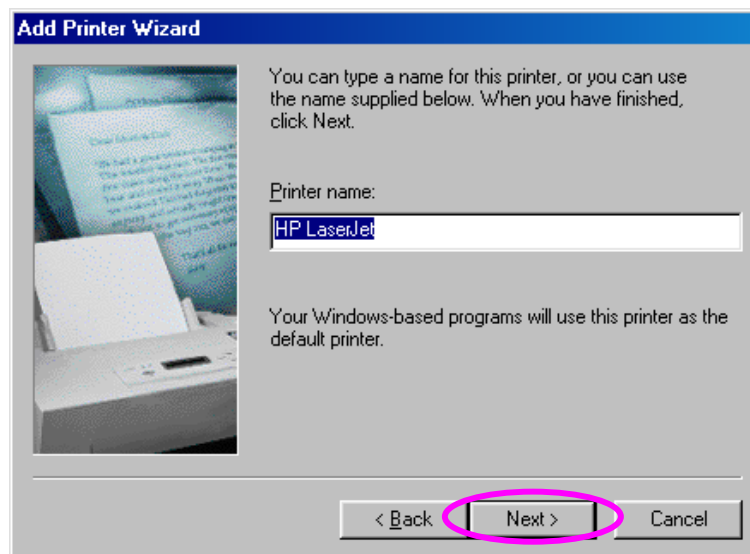 Add Printer Wizard
You can type a name for this printer, or you can use
the name supplied below. When you have finished,
click Next.
Printer name:
HP LaserJet
Your Windows-based programs will use this printer as the
default printer.
< Back
Next >
Cancel